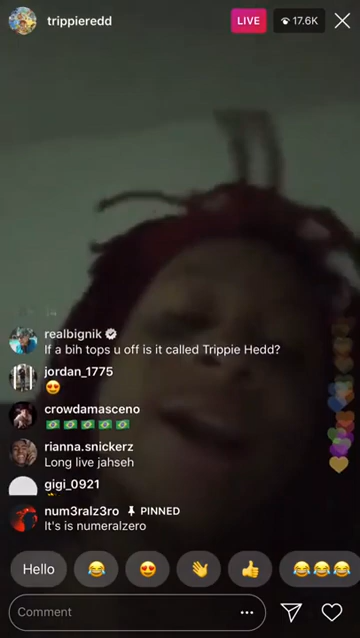 trippieredd
LIVE
17.6K
realbignik
If a bih tops u off is it called Trippie Hedd?
jordan_1775
😍
crowdamasceno
🇧🇷🇧🇷🇧🇷🇧🇷🇧🇷
rianna.snickerz
Long live jahseh
gigi_0921
num3ralz3ro PINNED
It's is numeralzero
Hello 😂 😍 👋 👍 😂😂😂
Comment